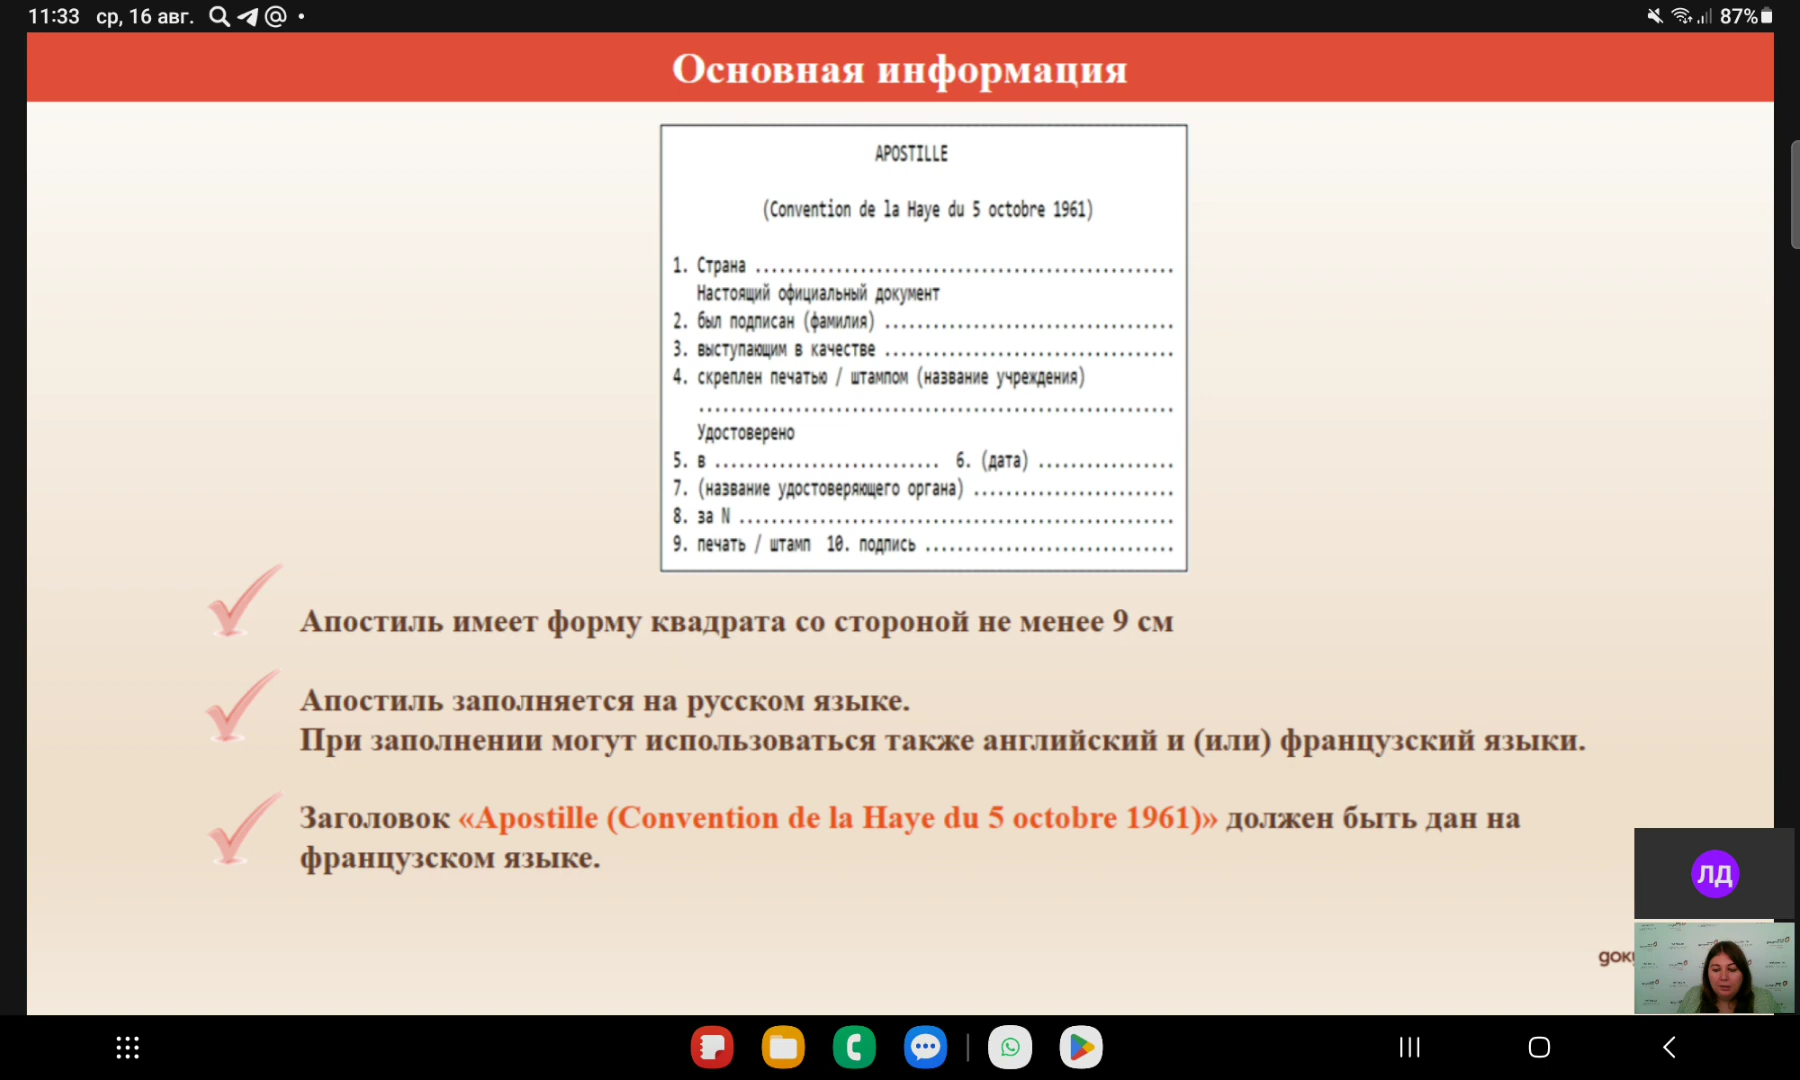 11:33 ср, 16 авг.
87%
Основная информация
APOSTILLE
(Convention de la Haye du 5 octobre 1961)
1. Страна ....................................................
Настоящий официальный документ
2. был подписан (фамилия) ....................................
3. выступающим в качестве ....................................
4. скреплен печатью / штампом (название учреждения)
...........................................................
Удостоверено
5. в ............................ 6. (дата) .................
7. (название удостоверяющего органа) .........................
8. за N ......................................................
9. печать / штамп 10. подпись ...............................
Апостиль имеет форму квадрата со стороной не менее 9 см
Апостиль заполняется на русском языке.
При заполнении могут использоваться также английский и (или) французский языки.
Заголовок «Apostille (Convention de la Haye du 5 octobre 1961)» должен быть дан на
французском языке.
ЛД